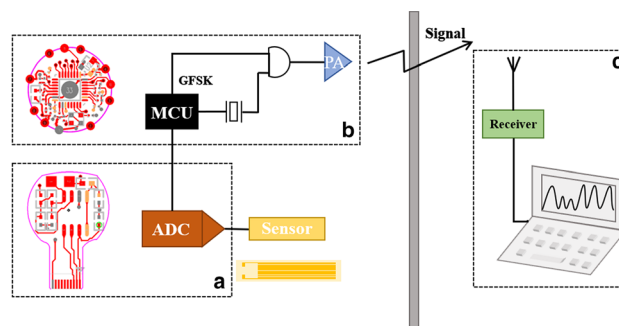 Signal
c
PA
GFSK
MCU
b
Receiver
ADC
Sensor
a